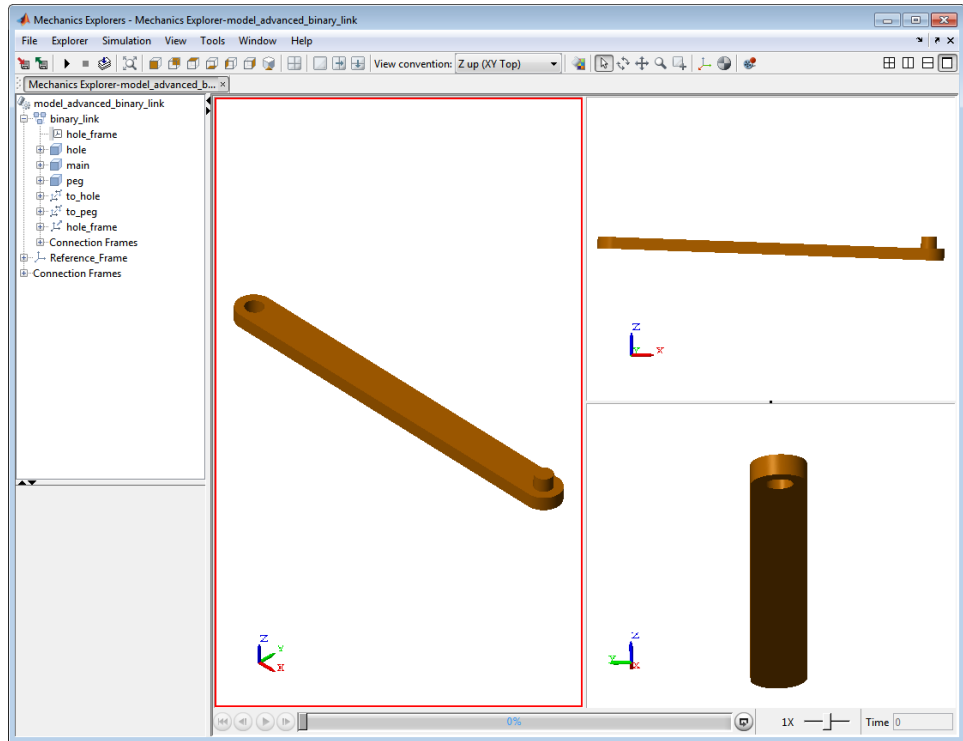 Mechanics Explorers - Mechanics Explorer-model_advanced_binary_link
File Explorer Simulation View Tools Window Help
View convention: Z up (XY Top)
Mechanics Explorer-model_advanced_b... ×
model_advanced_binary_link
binary_link
hole_frame
hole
main
peg
to_hole
to_peg
hole_frame
Connection Frames
Reference_Frame
Connection Frames
Z
Y
X
Z
Y X
Z
Y
X
0%
1X
Time 0